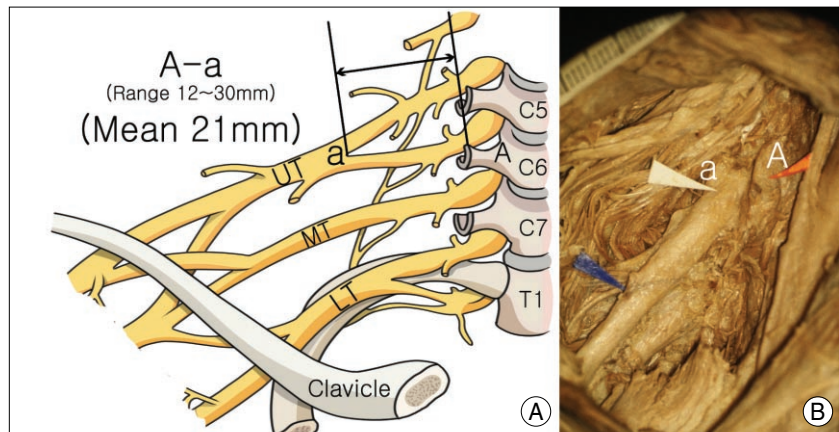 A-a
(Range 12~30mm)
(Mean 21mm)
a
A
UT
MT
LT
C5
C6
C7
T1
Clavicle
A
a
A
B